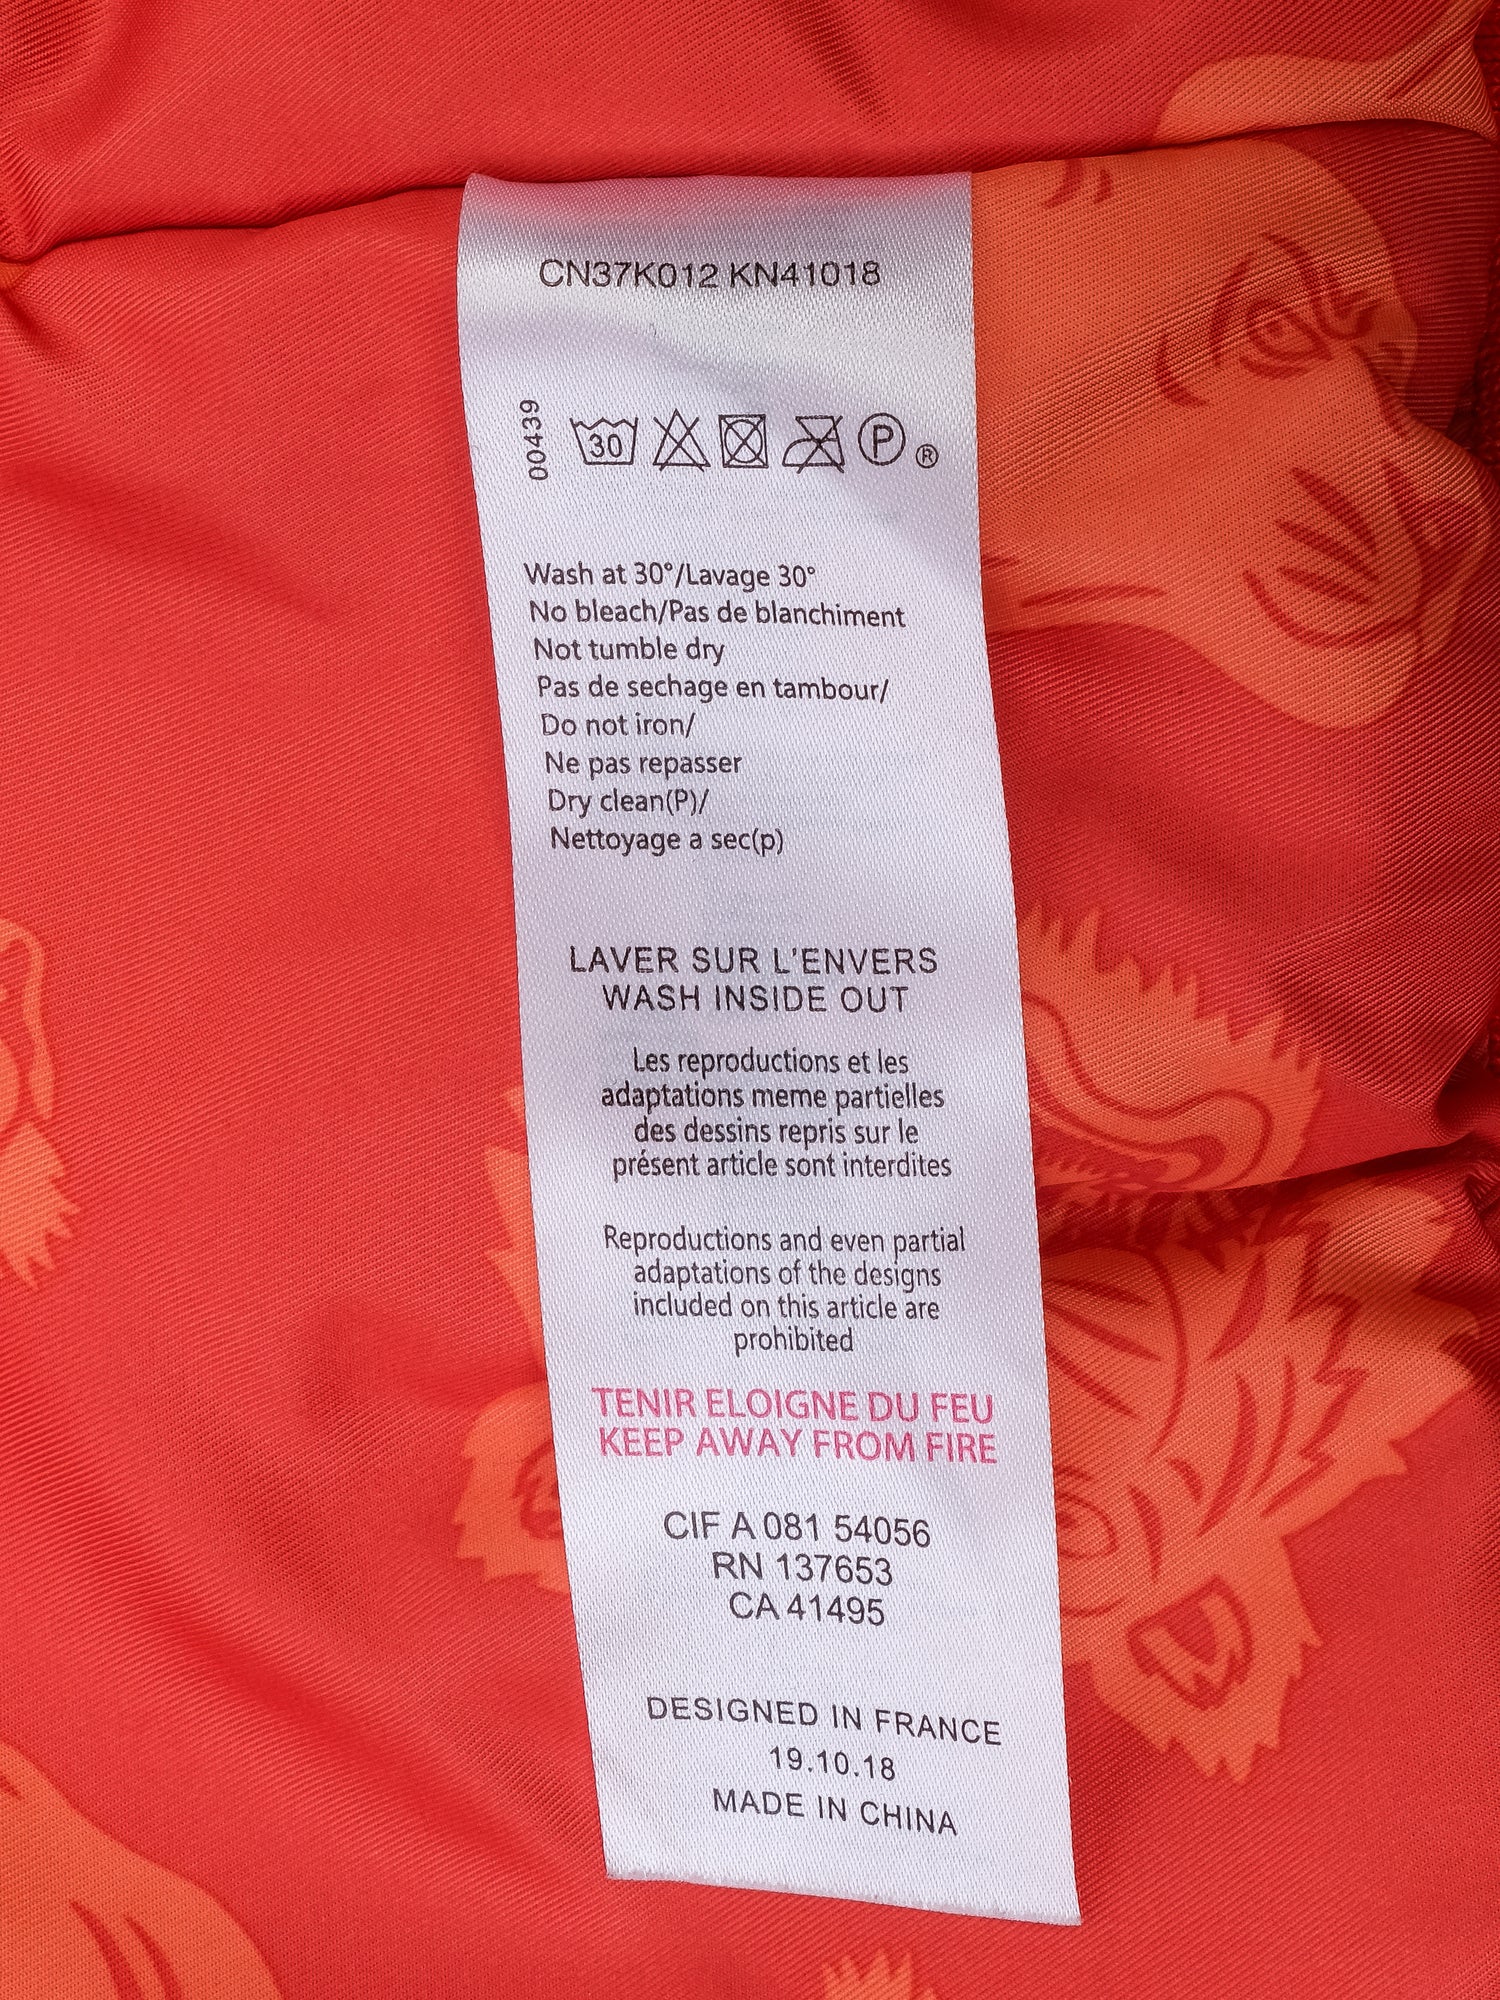 CN37K012 KN41018
00439
30 P ®
Wash at 30°/Lavage 30°
No bleach/Pas de blanchiment
Not tumble dry
Pas de sechage en tambour/
Do not iron/
Ne pas repasser
Dry clean(P)/
Nettoyage a sec(p)
LAVER SUR L'ENVERS
WASH INSIDE OUT
Les reproductions et les
adaptations meme partielles
des dessins repris sur le
présent article sont interdites
Reproductions and even partial
adaptations of the designs
included on this article are
prohibited
TENIR ELOIGNE DU FEU
KEEP AWAY FROM FIRE
CIF A 081 54056
RN 137653
CA 41495
DESIGNED IN FRANCE
19.10.18
MADE IN CHINA